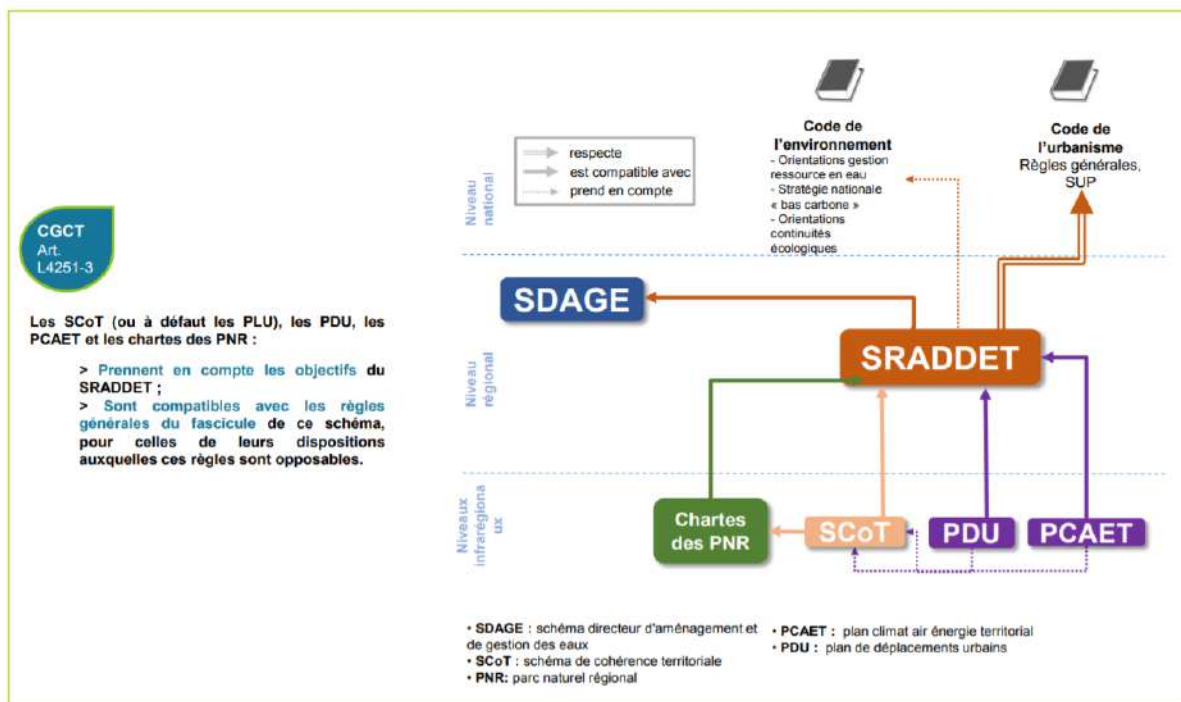 CGCT
Art.
L4251-3
Les SCoT (ou à défaut les PLU), les PDU, les
PCAET et les chartes des PNR :
> Prennent en compte les objectifs du
SRADDET ;
> Sont compatibles avec les règles
générales du fascicule de ce schéma,
pour celles de leurs dispositions
auxquelles ces règles sont opposables.
Niveau
national
respecte
est compatible avec
prend en compte
Code de
l'environnement
- Orientations gestion
ressource en eau
- Stratégie nationale
« bas carbone »
- Orientations
continuités
écologiques
Code de
l'urbanisme
Règles générales,
SUP
Niveau
régional
SDAGE
SRADDET
Niveaux
infrarégiona
ux
Chartes
des PNR
SCoT
PDU
PCAET
• SDAGE : schéma directeur d'aménagement et
de gestion des eaux
• SCoT : schéma de cohérence territoriale
• PNR: parc naturel régional
• PCAET : plan climat air énergie territorial
• PDU : plan de déplacements urbains